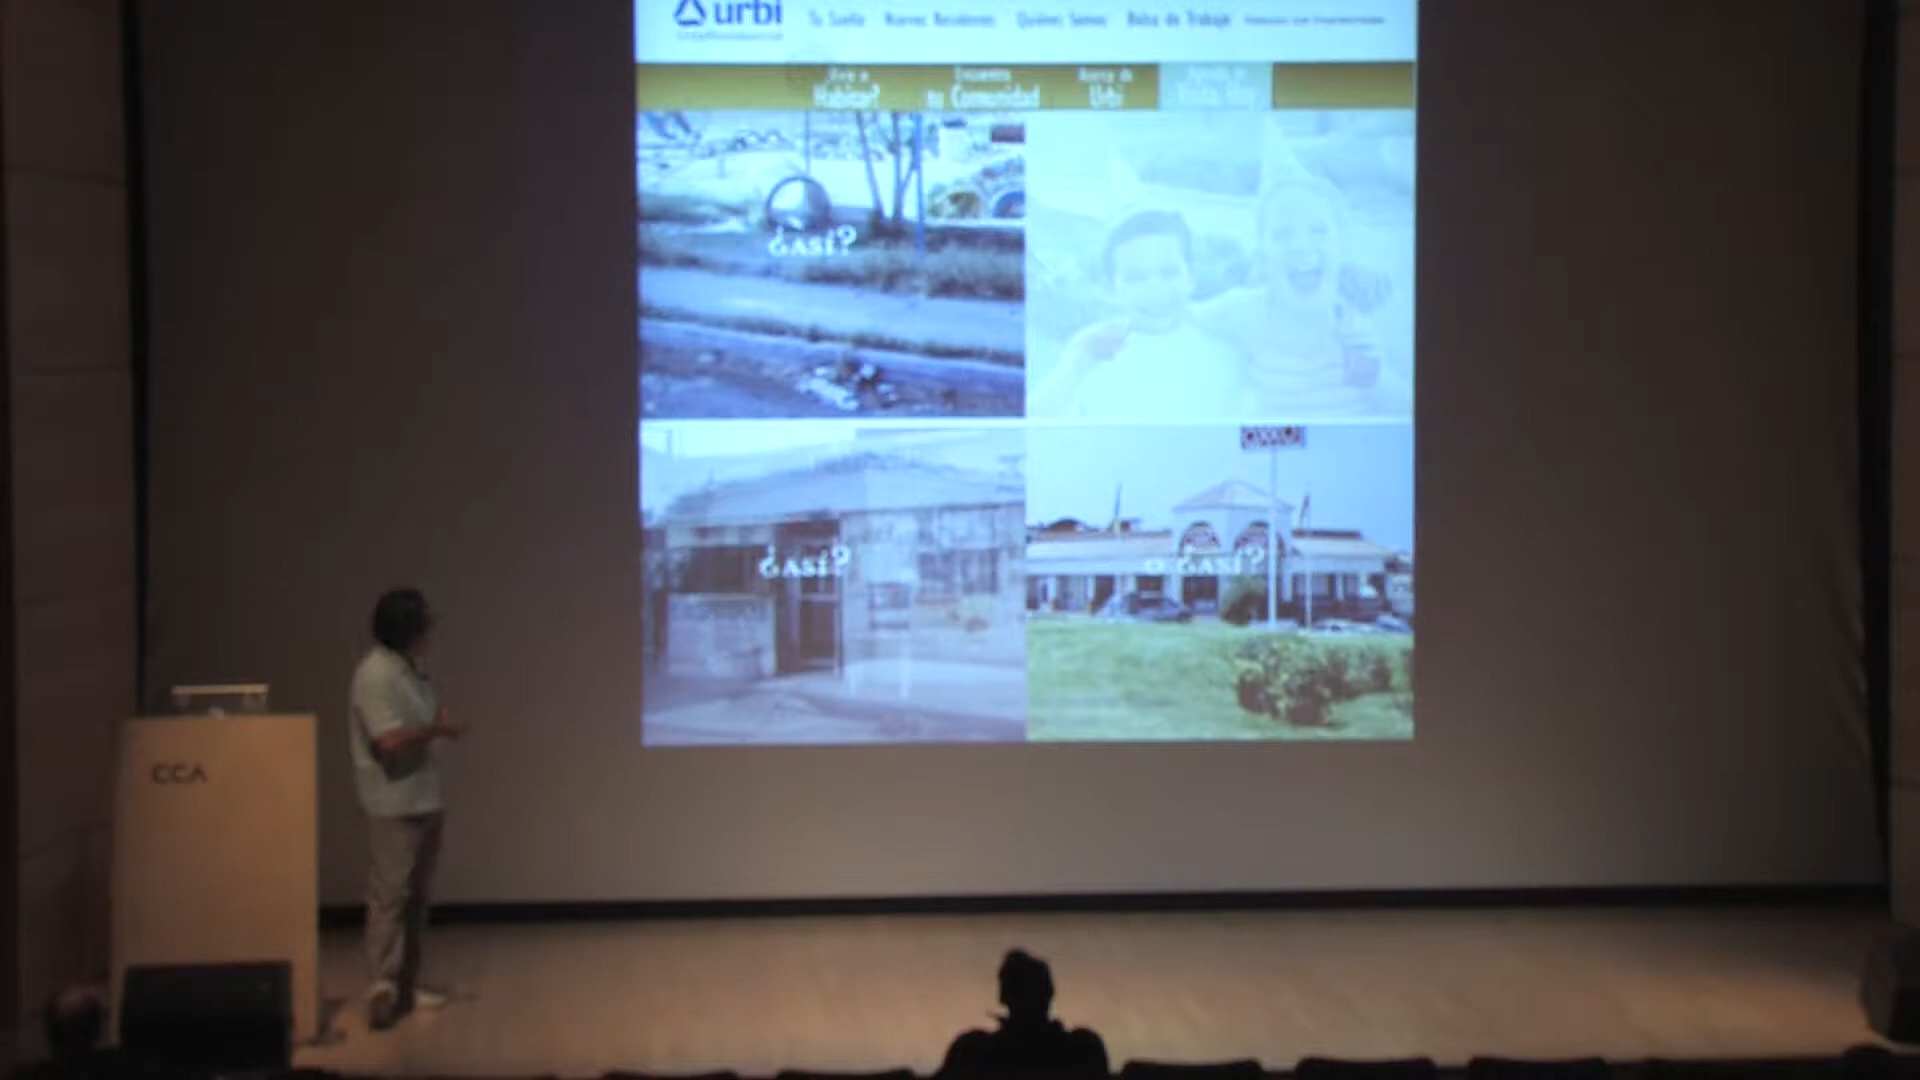 urbi
Tu Sueño Nuevos Residentes Quiénes Somos Bolsa de Trabajo
Habitar?
Encuentra
tu Comunidad
Acerca de
Urbi
¿ASÍ?
¿ASÍ?
o ¿ASÍ?
CCA